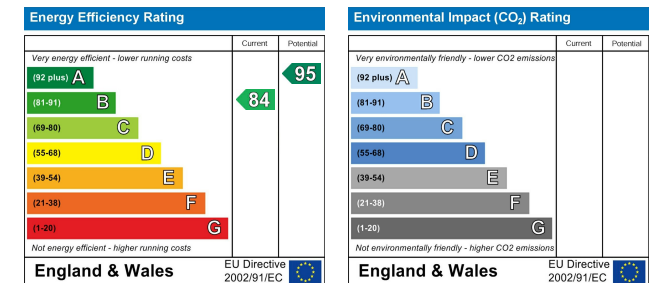 Energy Efficiency Rating
Current Potential
Very energy efficient - lower running costs
(92 plus) A
95
(81-91) B
84
(69-80) C
(55-68) D
(39-54) E
(21-38) F
(1-20) G
Not energy efficient - higher running costs
England & Wales
EU Directive
2002/91/EC
Environmental Impact (CO₂) Rating
Current Potential
Very environmentally friendly - lower CO2 emissions
(92 plus) A
(81-91) B
(69-80) C
(55-68) D
(39-54) E
(21-38) F
(1-20) G
Not environmentally friendly - higher CO2 emissions
England & Wales
EU Directive
2002/91/EC